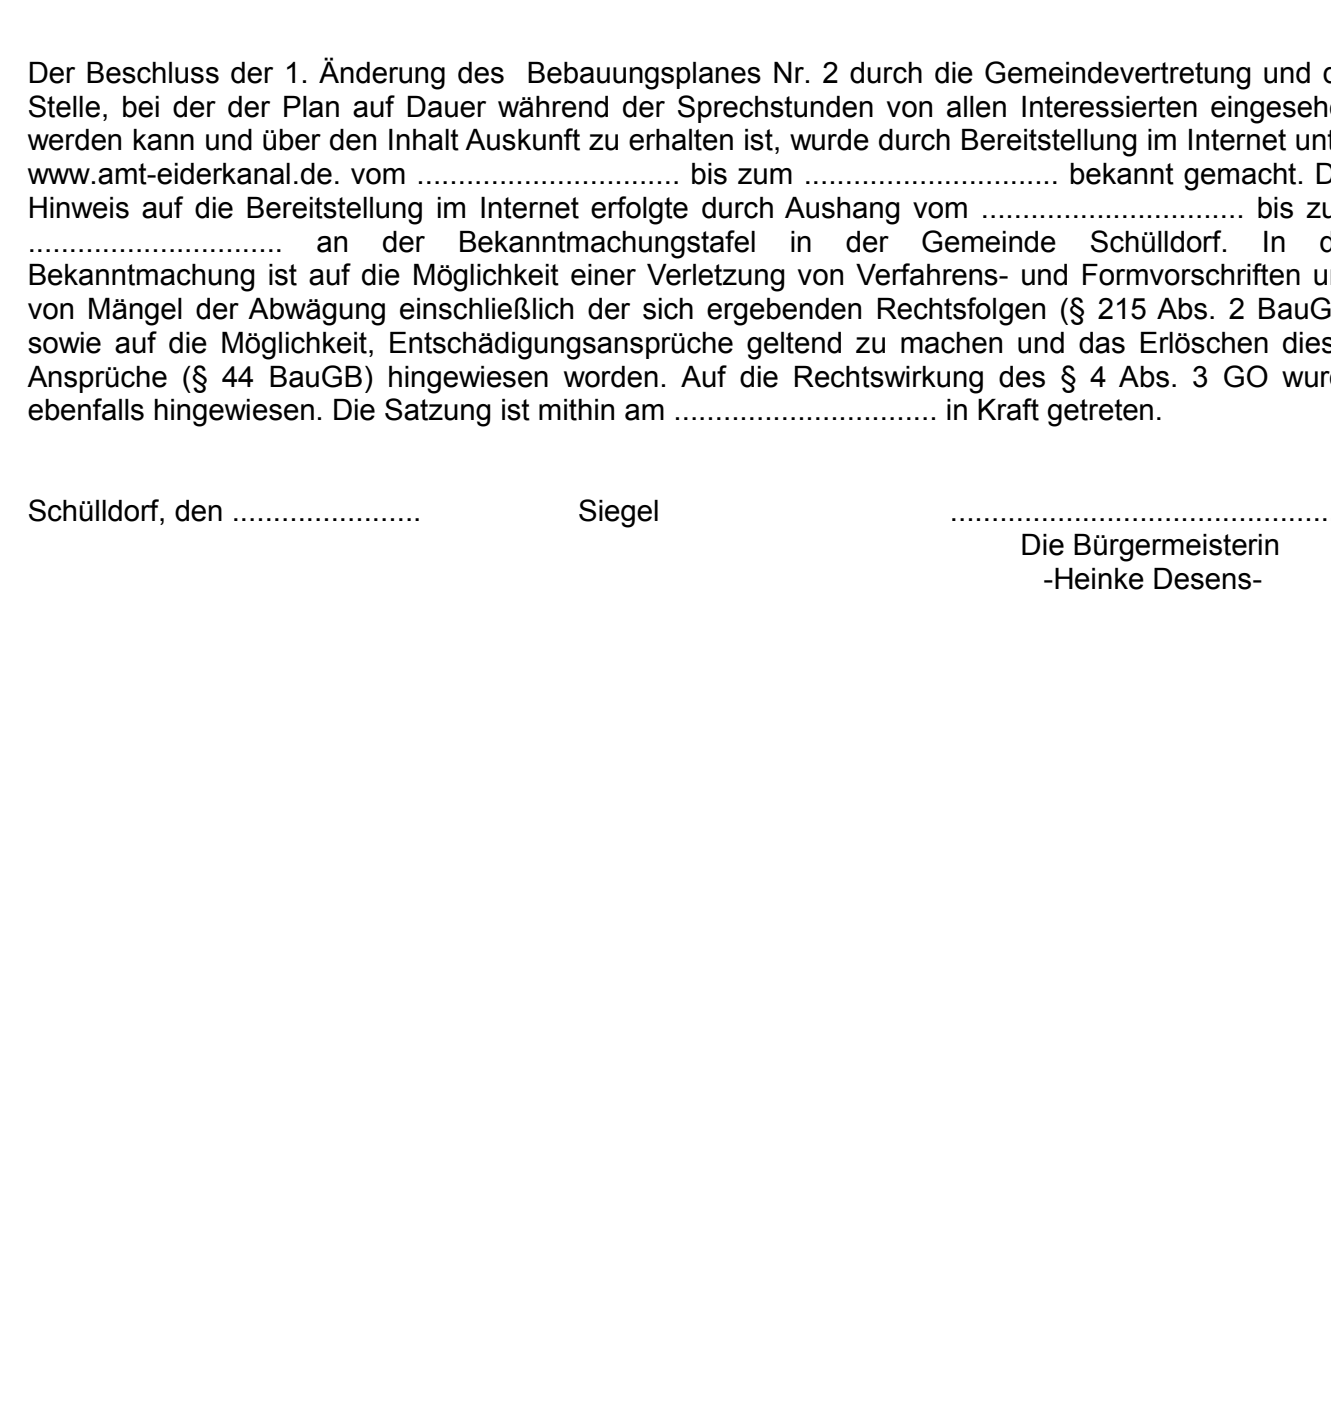 Der Beschluss der 1. Änderung des  Bebauungsplanes Nr. 2 durch die Gemeindevertretung und d
Stelle, bei der der Plan auf Dauer während der Sprechstunden von allen Interessierten eingesehe
werden kann und über den Inhalt Auskunft zu erhalten ist, wurde durch Bereitstellung im Internet unt
www.amt-eiderkanal.de. vom ................................ bis zum ............................... bekannt gemacht. D
Hinweis auf die Bereitstellung im Internet erfolgte durch Aushang vom ................................ bis zu
............................... an der Bekanntmachungstafel in der Gemeinde Schülldorf. In d
Bekanntmachung ist auf die Möglichkeit einer Verletzung von Verfahrens- und Formvorschriften u
von Mängel der Abwägung einschließlich der sich ergebenden Rechtsfolgen (§ 215 Abs. 2 BauG
sowie auf die Möglichkeit, Entschädigungsansprüche geltend zu machen und das Erlöschen dies
Ansprüche (§ 44 BauGB) hingewiesen worden. Auf die Rechtswirkung des § 4 Abs. 3 GO wurd
ebenfalls hingewiesen. Die Satzung ist mithin am ................................ in Kraft getreten.
Schülldorf, den ....................... Siegel ..............................................
Die Bürgermeisterin
-Heinke Desens-